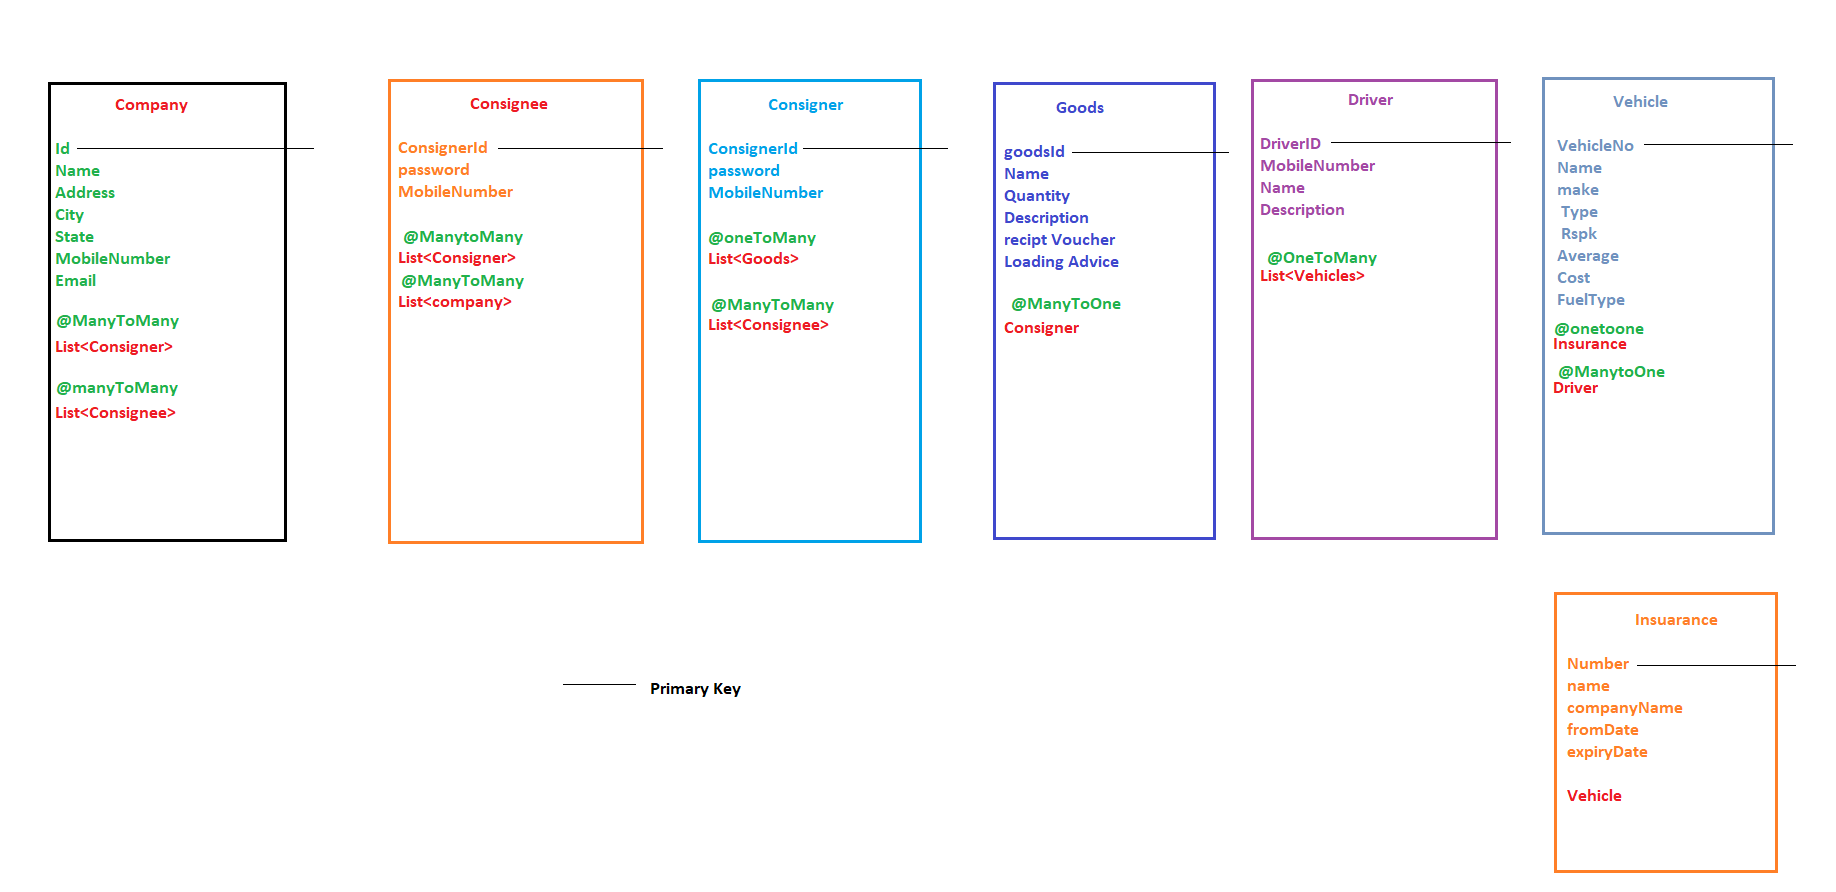 Company
Id
Name
Address
City
State
MobileNumber
Email
@ManyToMany
List<Consigner>
@manyToMany
List<Consignee>
Consignee
ConsignerId
password
MobileNumber
@ManytoMany
List<Consigner>
@ManyToMany
List<company>
Consigner
ConsignerId
password
MobileNumber
@oneToMany
List<Goods>
@ManyToMany
List<Consignee>
Goods
goodsId
Name
Quantity
Description
recipt Voucher
Loading Advice
@ManyToOne
Consigner
Driver
DriverID
MobileNumber
Name
Description
@OneToMany
List<Vehicles>
Vehicle
VehicleNo
Name
make
Type
Rspk
Average
Cost
FuelType
@onetoone
Insurance
@ManytoOne
Driver
Insuarance
Number
name
companyName
fromDate
expiryDate
Vehicle
Primary Key